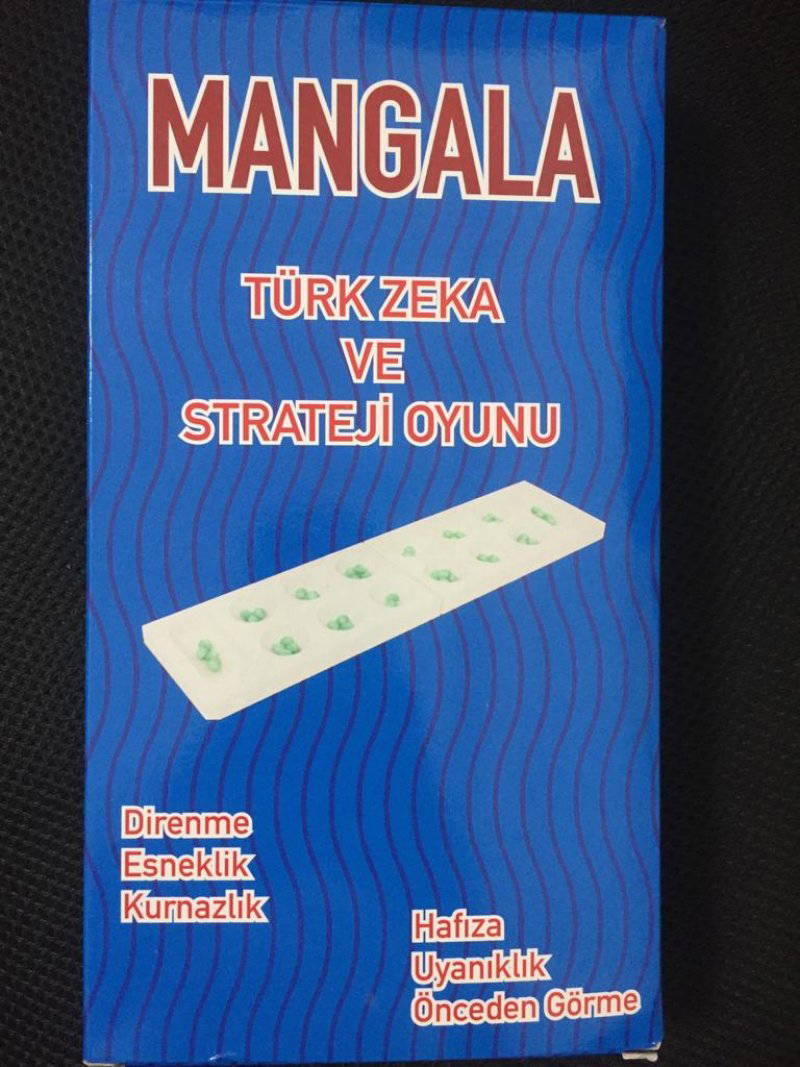 MANGALA
TÜRK ZEKA
VE
STRATEJİ OYUNU
Direnme
Esneklik
Kurnazlık
Hafıza
Uyanıklık
Önceden Görme